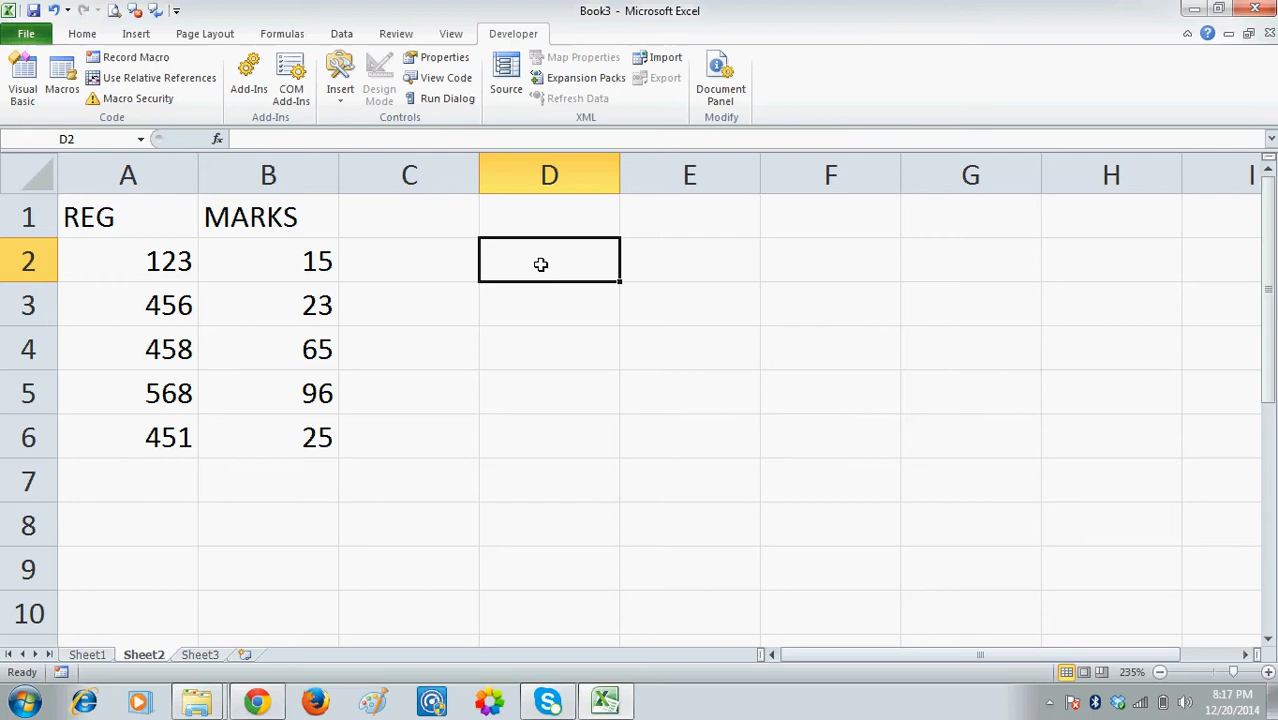 Book3 - Microsoft Excel
File Home Insert Page Layout Formulas Data Review View Developer
Visual Basic
Macros
Record Macro
Use Relative References
Macro Security
Code
Add-Ins
COM Add-Ins
Add-Ins
Insert
Design Mode
Properties
View Code
Run Dialog
Controls
Source
Map Properties
Expansion Packs
Refresh Data
Import
Export
XML
Document Panel
Modify
D2 fx
A B C D E F G H I
1 REG MARKS
2 123 15
3 456 23
4 458 65
5 568 96
6 451 25
7
8
9
10
Sheet1 Sheet2 Sheet3
Ready 235%
8:17 PM
12/20/2014